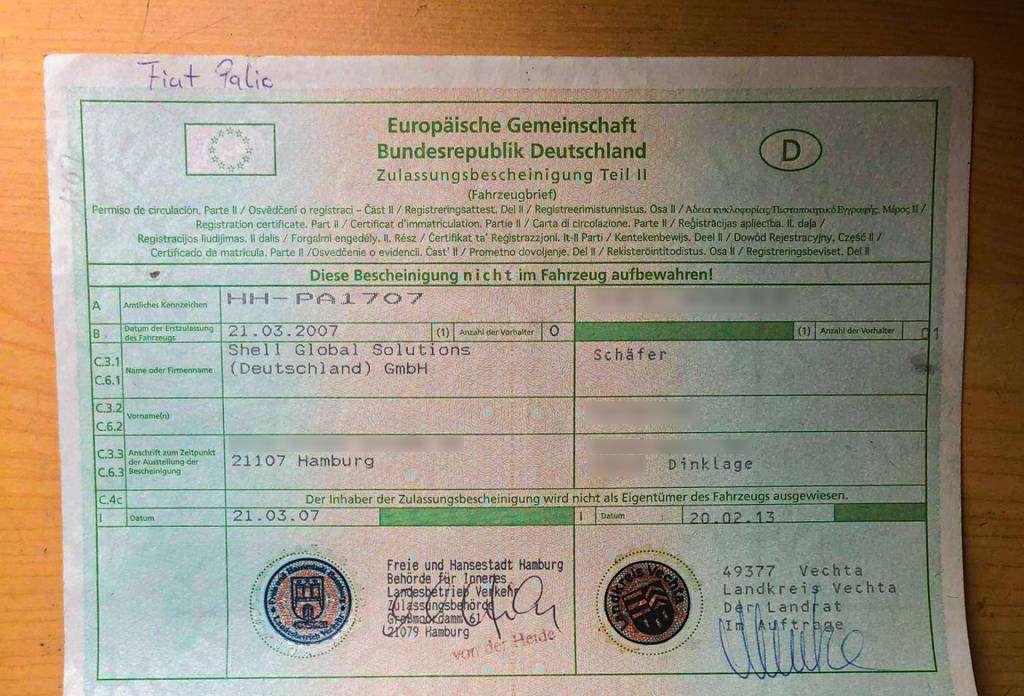 Fiat Palio
Europäische Gemeinschaft
Bundesrepublik Deutschland
D
Zulassungsbescheinigung Teil II
(Fahrzeugbrief)
Permiso de circulación. Parte II / Osvědčení o registraci – Část II / Registreringsattest. Del II / Registreerimistunnistus. Osa II / Άδεια κυκλοφορίας/Πιστοποιητικό Εγγραφής. Μέρος II /
Registration certificate. Part II / Certificat d'immatriculation. Partie II / Carta di circolazione. Parte II / Reģistrācijas apliecība. II. daļa /
Registracijos liudijimas. II dalis / Forgalmi engedély. II. Rész / Ċertifikat ta' Reġistrazzjoni. It-II Parti / Kentekenbewijs. Deel II / Dowód Rejestracyjny. Część II /
Certificado de matrícula. Parte II /Osvedčenie o evidencii. Časť II / Prometno dovoljenje. Del II / Rekisteröintitodistus. Osa II / Registreringsbeviset. Del II
Diese Bescheinigung nicht im Fahrzeug aufbewahren!
A Amtliches Kennzeichen HH-PA1707
B Datum der Erstzulassung des Fahrzeugs 21.03.2007 (1) Anzahl der Vorhalter 0 (1) Anzahl der Vorhalter 01
C.3.1 C.6.1 Name oder Firmenname
Shell Global Solutions
(Deutschland) GmbH
Schäfer
C.3.2 C.6.2 Vorname(n)
C.3.3 C.6.3 Anschrift zum Zeitpunkt
der Ausstellung der
Bescheinigung
21107 Hamburg
Dinklage
C.4c Der Inhaber der Zulassungsbescheinigung wird nicht als Eigentümer des Fahrzeugs ausgewiesen.
I Datum 21.03.07 I Datum 20.02.13
Freie und Hansestadt Hamburg
Behörde für Inneres
Landesbetrieb Verkehr
Zulassungsbehörde
Großmoordamm 61
21079 Hamburg
von der Heide
Landkreis Vechta
49377 Vechta
Landkreis Vechta
Der Landrat
Im Auftrage